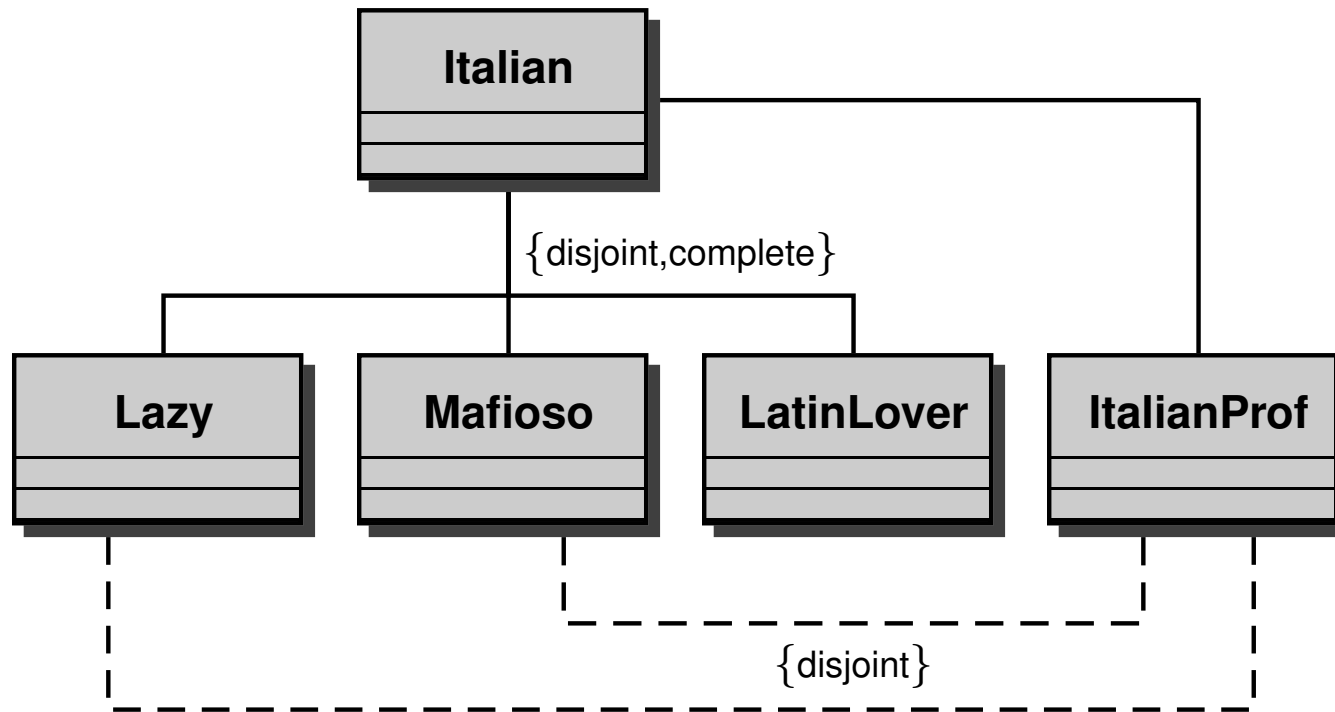 Italian
{disjoint,complete}
Lazy
Mafioso
LatinLover
ItalianProf
{disjoint}